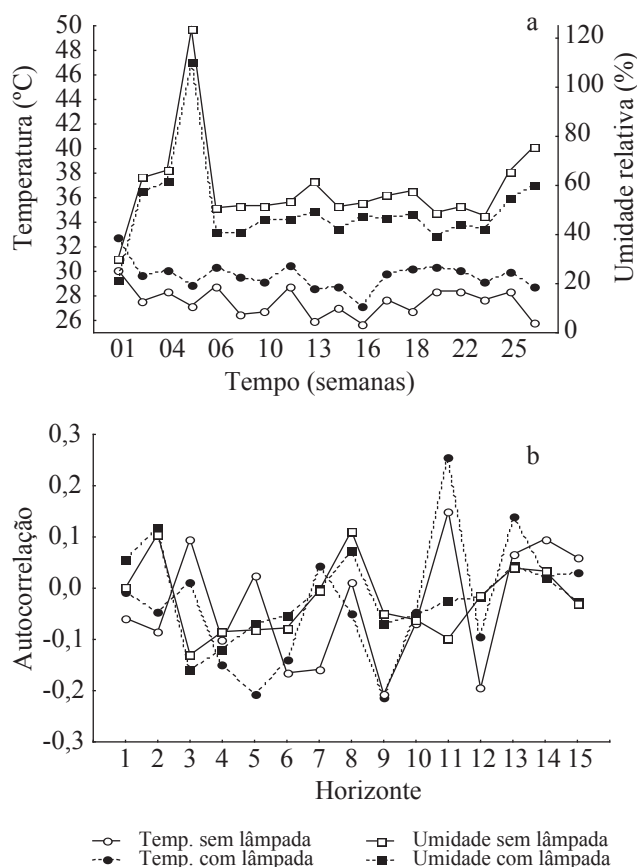 a
Temperatura (ºC)
50
48
46
44
42
40
38
36
34
32
30
28
26
Umidade relativa (%)
120
100
80
60
40
20
0
01 04 06 10 13 16 18 22 25
Tempo (semanas)
b
Autocorrelação
0,3
0,2
0,1
0,0
-0,1
-0,2
-0,3
1 2 3 4 5 6 7 8 9 10 11 12 13 14 15
Horizonte
Temp. sem lâmpada
Umidade sem lâmpada
Temp. com lâmpada
Umidade com lâmpada